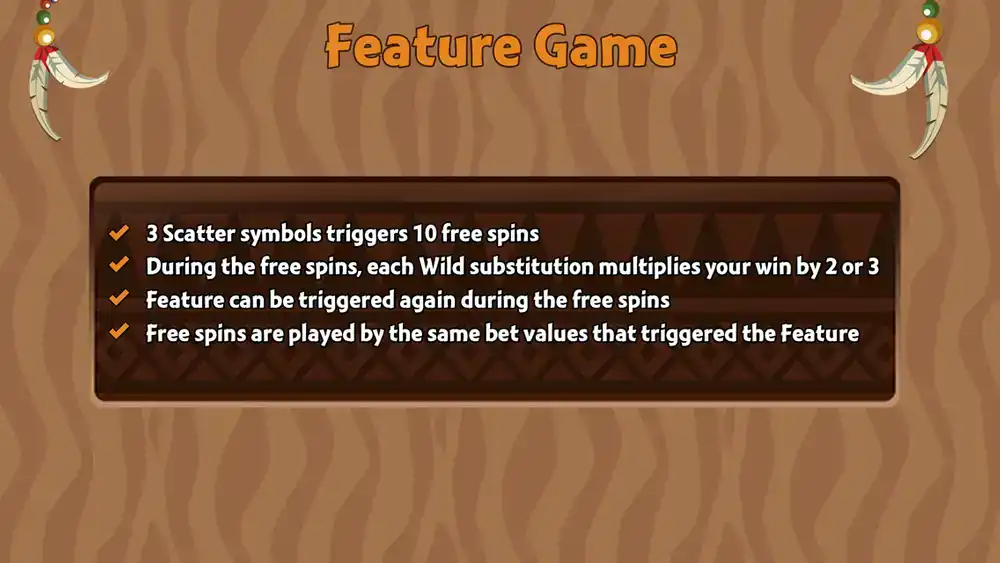 Feature Game
3 Scatter symbols triggers 10 free spins
During the free spins, each Wild substitution multiplies your win by 2 or 3
Feature can be triggered again during the free spins
Free spins are played by the same bet values that triggered the Feature